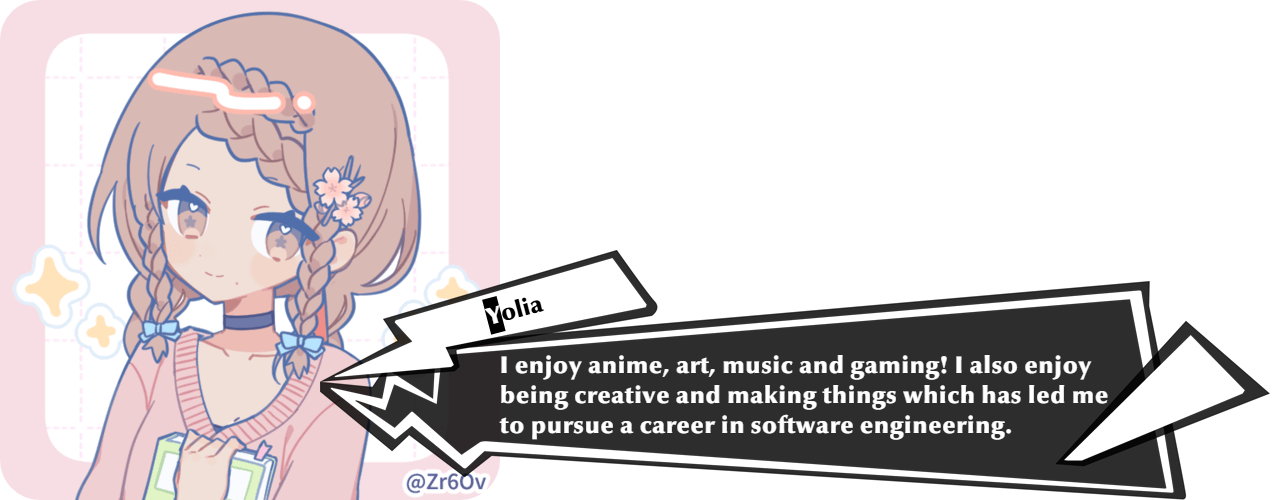 Yolia
I enjoy anime, art, music and gaming! I also enjoy
being creative and making things which has led me
to pursue a career in software engineering.
@Zr6Ov